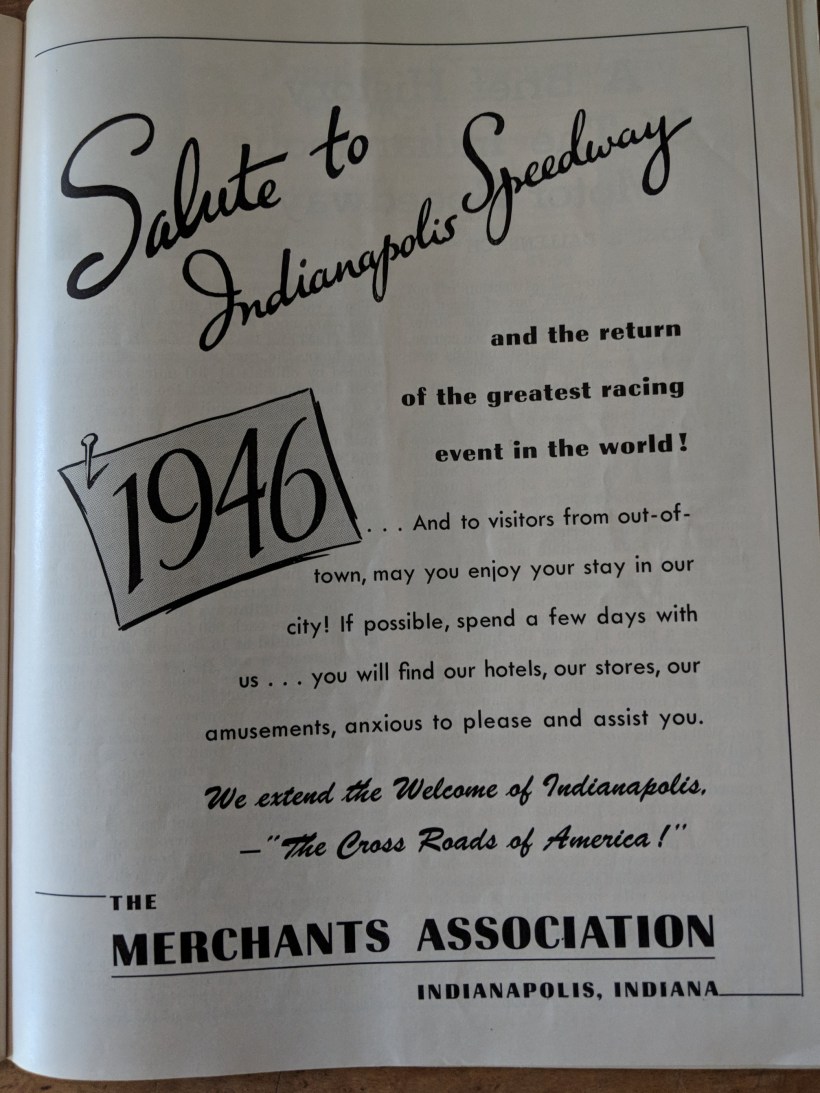 Salute to
Indianapolis Speedway
and the return
of the greatest racing
event in the world!
1946
. . . And to visitors from out-of-
town, may you enjoy your stay in our
city! If possible, spend a few days with
us . . . you will find our hotels, our stores, our
amusements, anxious to please and assist you.
We extend the Welcome of Indianapolis,
—"The Cross Roads of America!"
THE
MERCHANTS ASSOCIATION
INDIANAPOLIS, INDIANA